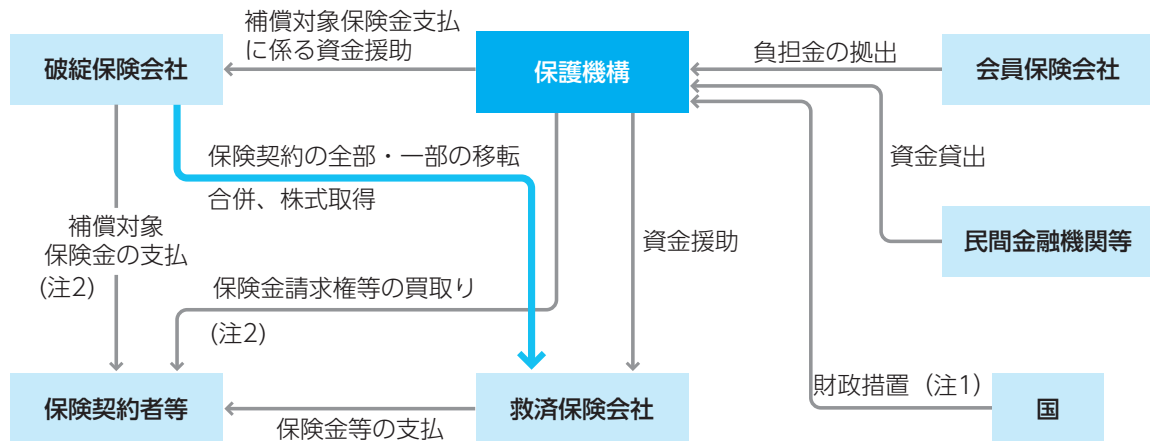 補償対象保険金支払
に係る資金援助
破綻保険会社
保護機構
負担金の拠出
会員保険会社
保険契約の全部・一部の移転
合併、株式取得
資金貸出
補償対象
保険金の支払
(注2)
資金援助
民間金融機関等
保険金請求権等の買取り
(注2)
財政措置（注1）
保険契約者等
保険金等の支払
救済保険会社
国